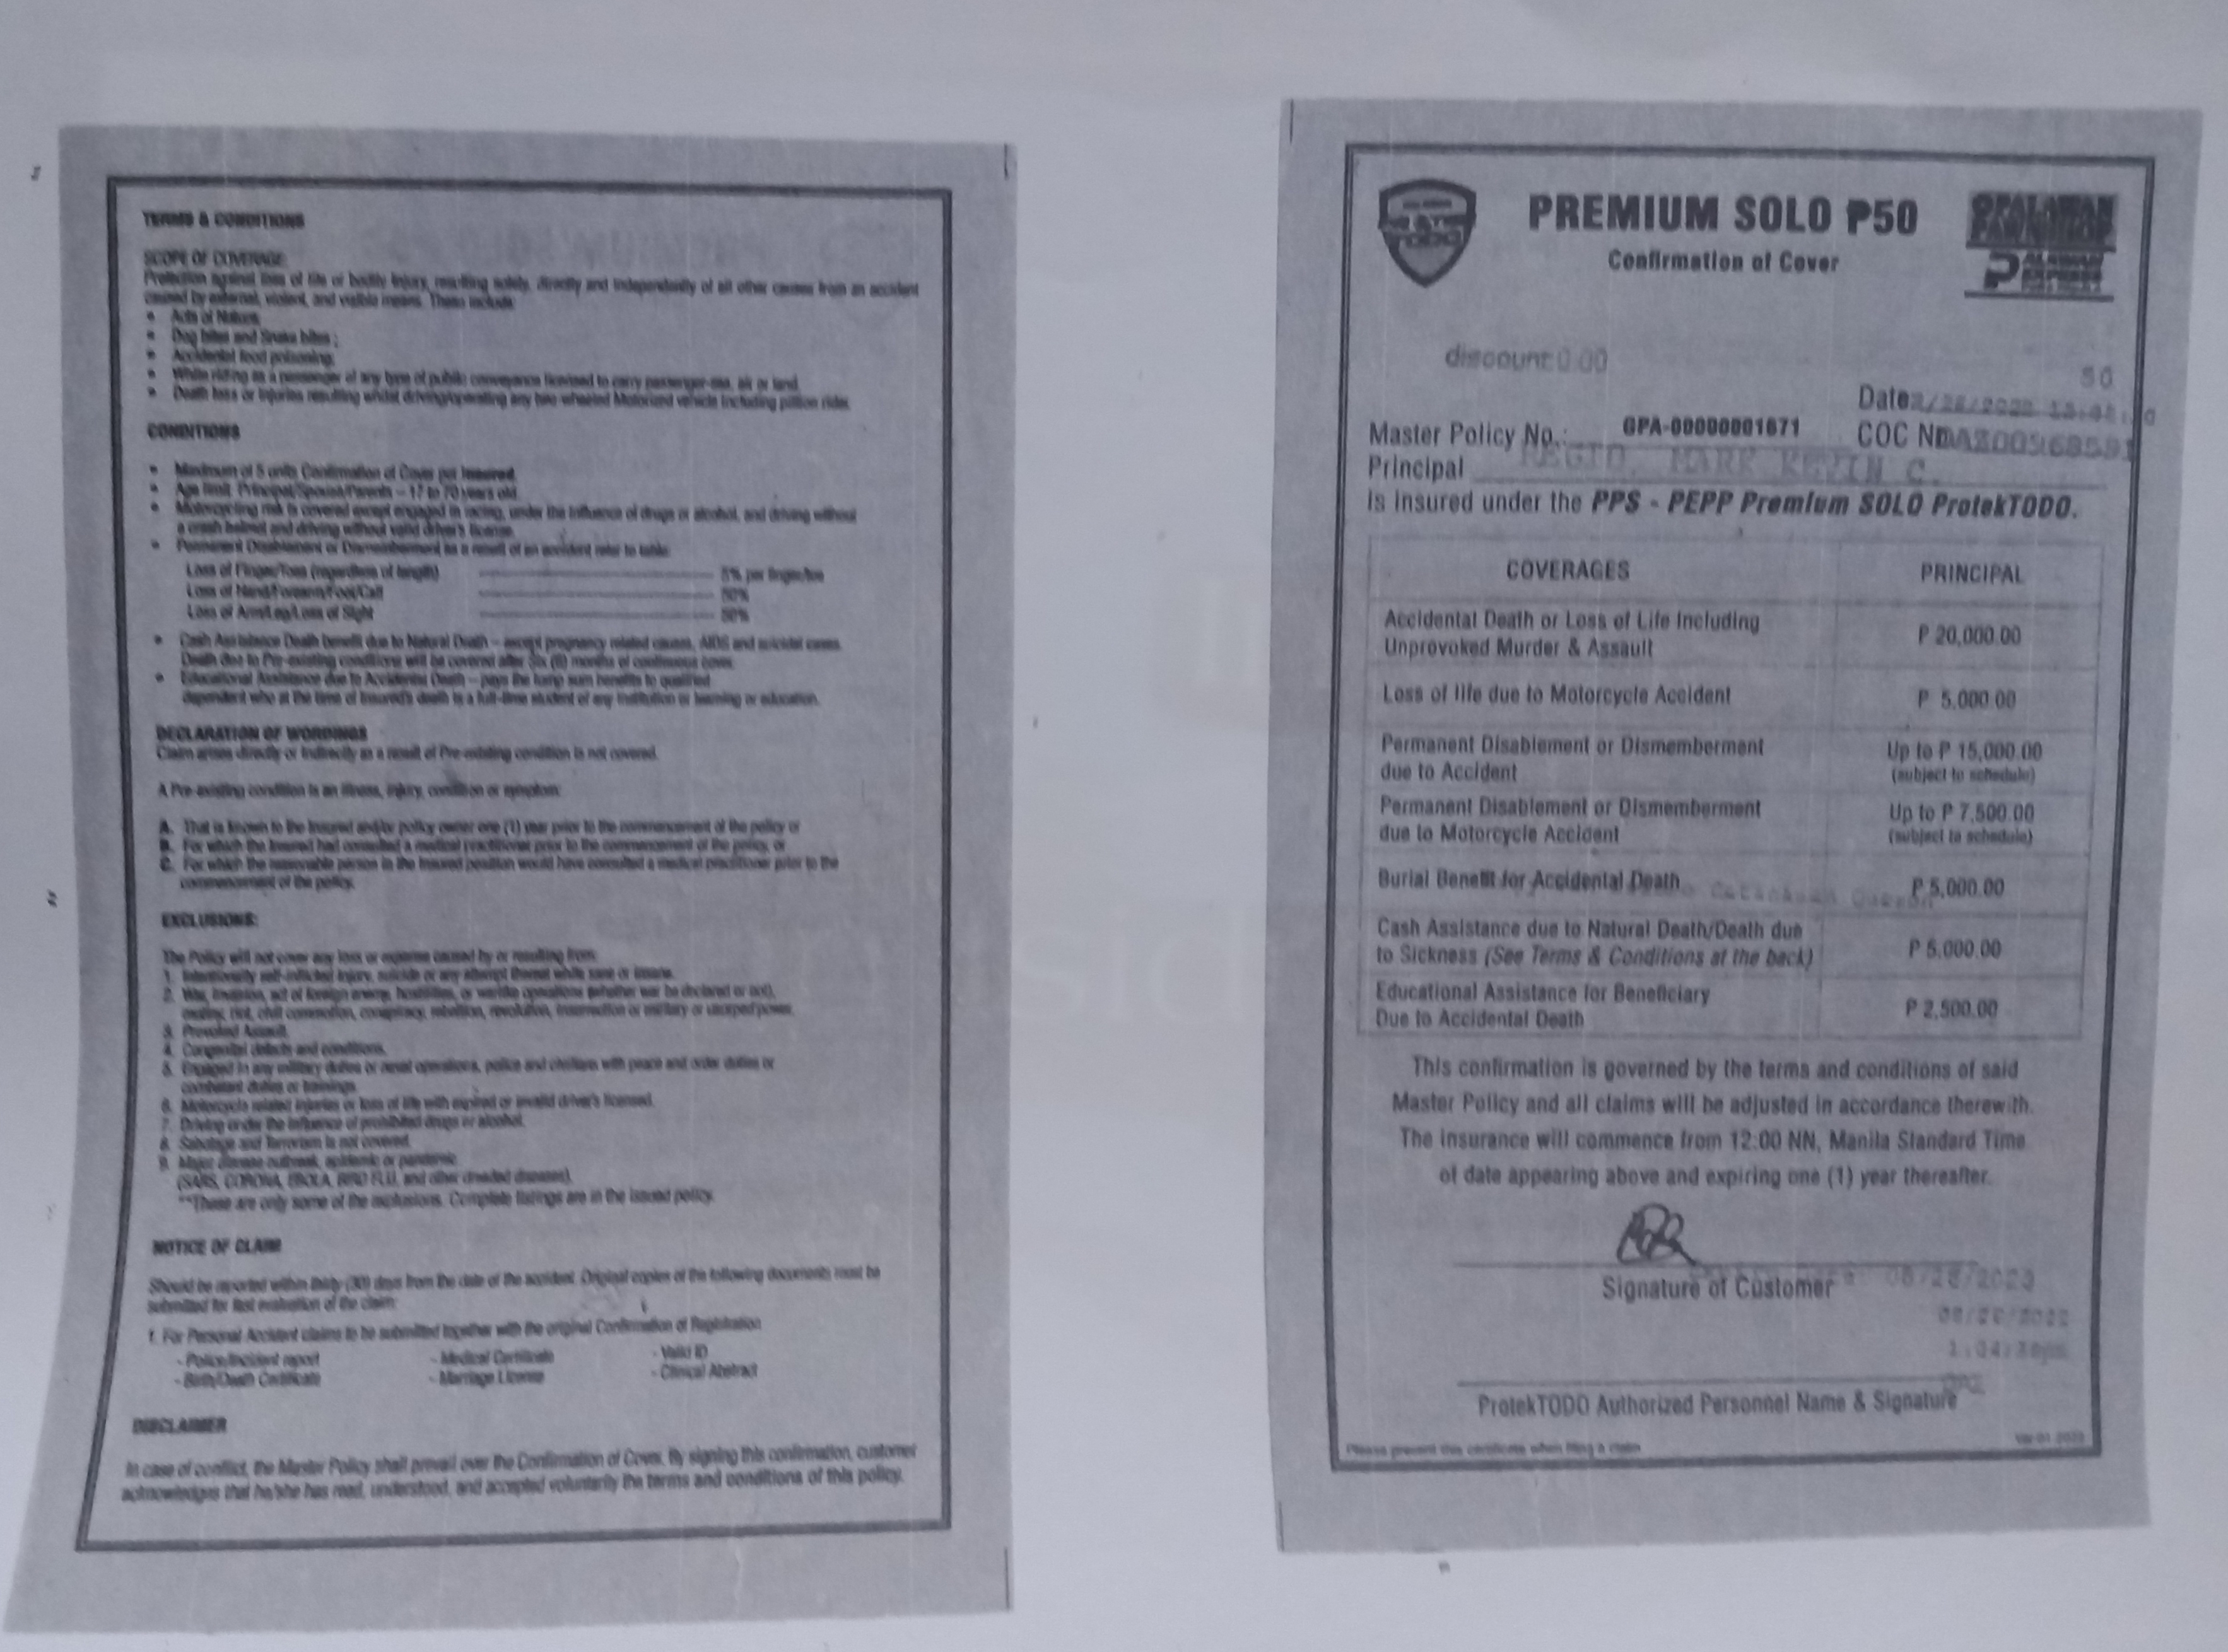 TERMS & CONDITIONS
SCOPE OF COVERAGE
Protection against loss of life or bodily injury, resulting solely, directly and independently of all other causes from an accident
caused by external, violent, and visible means. These include:
• Acts of Nature
• Dog bites and Snake bites ;
• Accidental food poisoning
• While riding as a passenger of any type of public conveyance licensed to carry passenger-sea, air or land.
• Death loss or injuries resulting whilst driving/operating any two wheeled Motorized vehicle including pillion rider.
CONDITIONS
• Maximum of 5 units Confirmation of Cover per Insured.
• Age limit: Principal/Spouse/Parents – 17 to 70 years old
• Motorcycling risk is covered except engaged in racing, under the influence of drugs or alcohol, and driving without
a crash helmet and driving without valid driver's license.
• Permanent Disablement or Dismemberment as a result of an accident refer to table:
Loss of Finger/Toes (regardless of length) 5% per finger/toe
Loss of Hand/Forearm/Foot/Calf 50%
Loss of Arm/Leg/Loss of Sight 50%
• Cash Assistance Death benefit due to Natural Death – except pregnancy related causes, AIDS and suicidal cases.
Death due to Pre-existing conditions will be covered after Six (6) months of continuous cover.
• Educational Assistance due to Accidental Death – pays the lump sum benefits to qualified
dependent who at the time of Insured's death is a full-time student of any institution or learning or education.
DECLARATION OF WORDINGS
Claim arises directly or indirectly as a result of Pre-existing condition is not covered.
A Pre-existing condition is an illness, injury, condition or symptom:
A. That is known to the Insured and/or policy owner one (1) year prior to the commencement of the policy or
B. For which the Insured had consulted a medical practitioner prior to the commencement of the policy, or
C. For which the reasonable person in the Insured position would have consulted a medical practitioner prior to the
commencement of the policy.
EXCLUSIONS:
The Policy will not cover any loss or expense caused by or resulting from:
1. Intentionally self-inflicted injury, suicide or any attempt thereat while sane or insane.
2. War, invasion, act of foreign enemy, hostilities, or warlike operations (whether war be declared or not),
mutiny, riot, civil commotion, conspiracy, rebellion, revolution, insurrection or military or usurped power.
3. Provoked Assault.
4. Congenital defects and conditions.
5. Engaged in any military duties or naval operations, police and civilians with peace and order duties or
combatant duties or trainings.
6. Motorcycle related injuries or loss of life with expired or invalid driver's licensed.
7. Driving under the influence of prohibited drugs or alcohol.
8. Sabotage and Terrorism is not covered.
9. Major disease outbreak, epidemic or pandemic
(SARS, CORONA, EBOLA, BIRD FLU, and other dreaded diseases).
**These are only some of the exclusions. Complete listings are in the issued policy.
NOTICE OF CLAIM
Should be reported within thirty (30) days from the date of the accident. Original copies of the following documents must be
submitted for fast evaluation of the claim:
1. For Personal Accident claims to be submitted together with the original Confirmation of Registration
- Police/Incident report - Medical Certificate - Valid ID
- Birth/Death Certificate - Marriage License - Clinical Abstract
DISCLAIMER
In case of conflict, the Master Policy shall prevail over the Confirmation of Cover. By signing this confirmation, customer
acknowledges that he/she has read, understood, and accepted voluntarily the terms and conditions of this policy.
PREMIUM SOLO ₱50
Confirmation of Cover
discount:0.00
50
Date
Master Policy No.: GPA-00000001671 COC No
Principal MARK KEVIN C.
is insured under the PPS - PEPP Premium SOLO ProtekTODO.
COVERAGES PRINCIPAL
Accidental Death or Loss of Life Including
Unprovoked Murder & Assault ₱ 20,000.00
Loss of life due to Motorcycle Accident ₱ 5,000.00
Permanent Disablement or Dismemberment
due to Accident Up to ₱ 15,000.00
(subject to schedule)
Permanent Disablement or Dismemberment
due to Motorcycle Accident Up to ₱ 7,500.00
(subject to schedule)
Burial Benefit for Accidental Death ₱ 5,000.00
Cash Assistance due to Natural Death/Death due
to Sickness (See Terms & Conditions at the back) ₱ 5,000.00
Educational Assistance for Beneficiary
Due to Accidental Death ₱ 2,500.00
This confirmation is governed by the terms and conditions of said
Master Policy and all claims will be adjusted in accordance therewith.
The insurance will commence from 12:00 NN, Manila Standard Time
of date appearing above and expiring one (1) year thereafter.
Signature of Customer
ProtekTODO Authorized Personnel Name & Signature
Please present this certificate when filing a claim